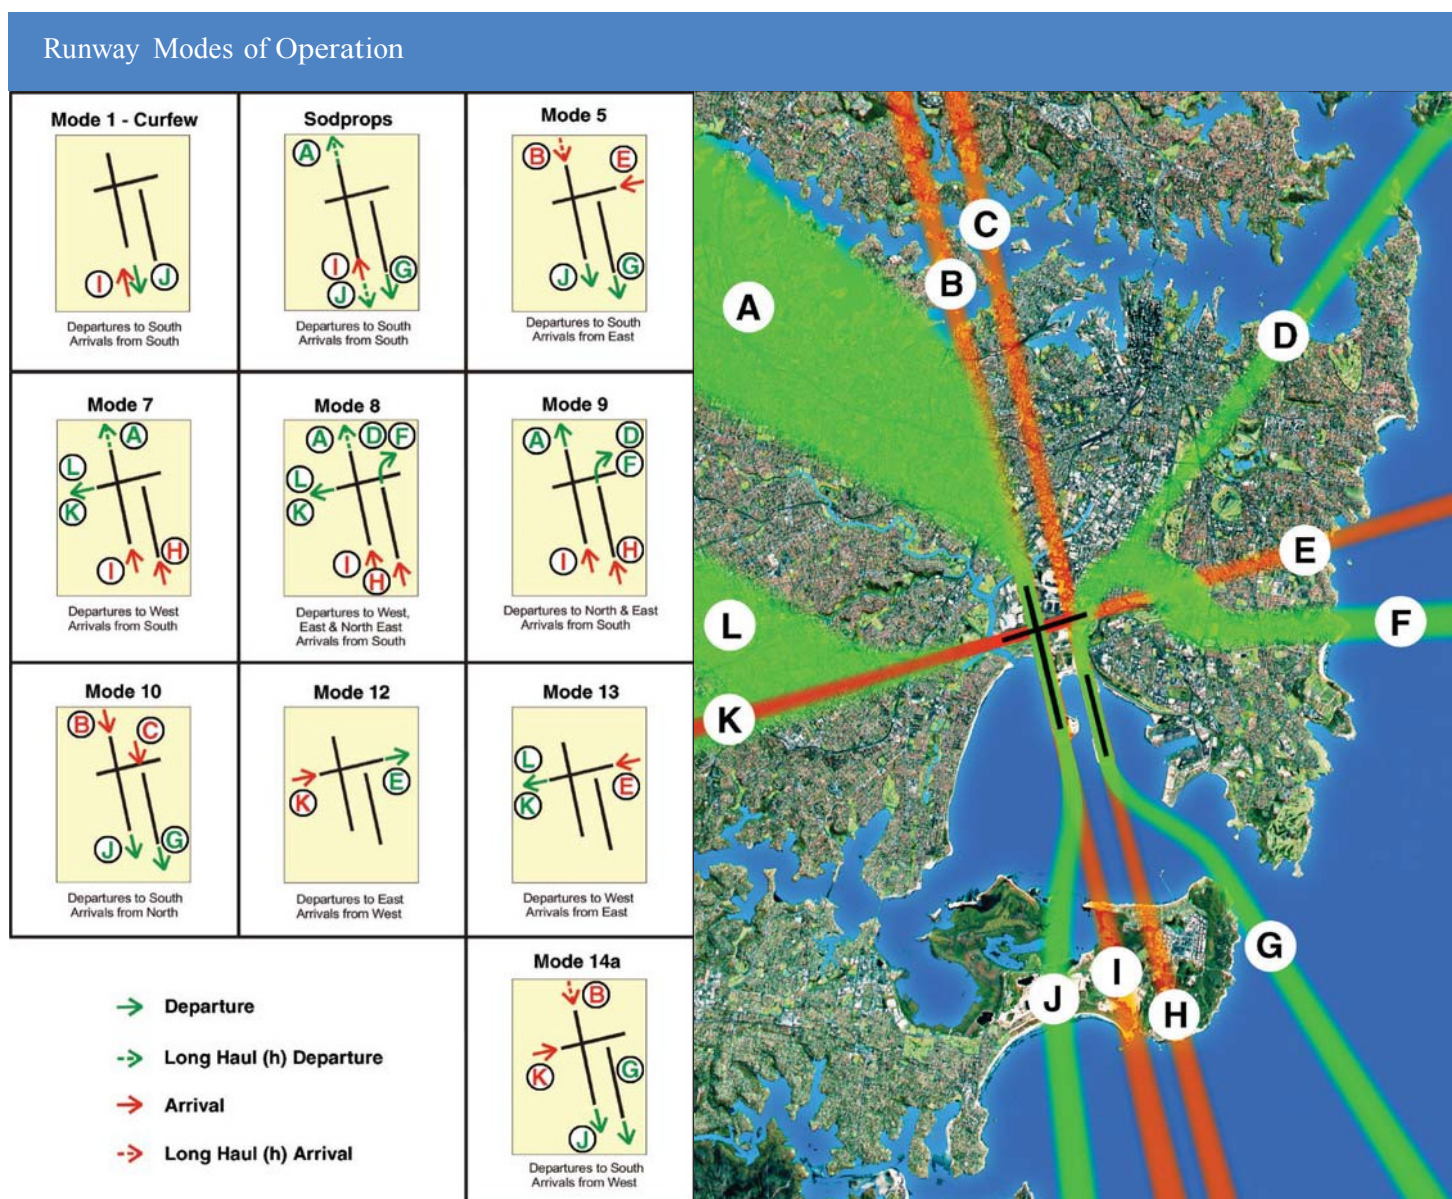 Runway Modes of Operation
Mode 1 - Curfew
I
J
Departures to South
Arrivals from South
Sodprops
A
I
G
J
Departures to South
Arrivals from South
Mode 5
B
E
J
G
Departures to South
Arrivals from East
Mode 7
A
L
K
I
H
Departures to West
Arrivals from South
Mode 8
A
D
F
L
K
I
H
Departures to West,
East & North East
Arrivals from South
Mode 9
A
D
F
I
H
Departures to North & East
Arrivals from South
Mode 10
B
C
J
G
Departures to South
Arrivals from North
Mode 12
K
E
Departures to East
Arrivals from West
Mode 13
L
K
E
Departures to West
Arrivals from East
Mode 14a
B
K
G
J
Departures to South
Arrivals from West
Departure
Long Haul (h) Departure
Arrival
Long Haul (h) Arrival
C
B
A
D
E
F
L
K
G
I
J
H